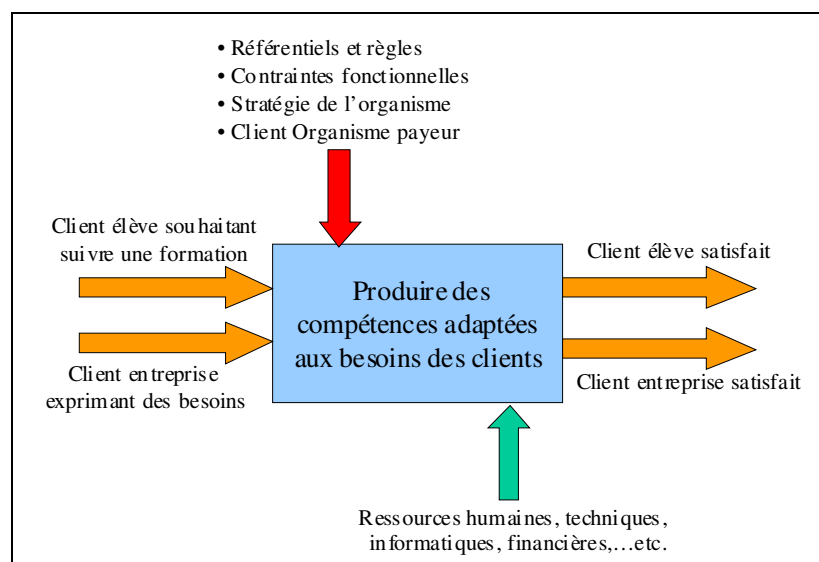 • Référentiels et règles
• Contraintes fonctionnelles
• Stratégie de l’organisme
• Client Organisme payeur
Client élève souhaitant
suivre une formation
Client élève satisfait
Produire des
compétences adaptées
aux besoins des clients
Client entreprise
exprimant des besoins
Client entreprise satisfait
Ressources humaines, techniques,
informatiques, financières,…etc.